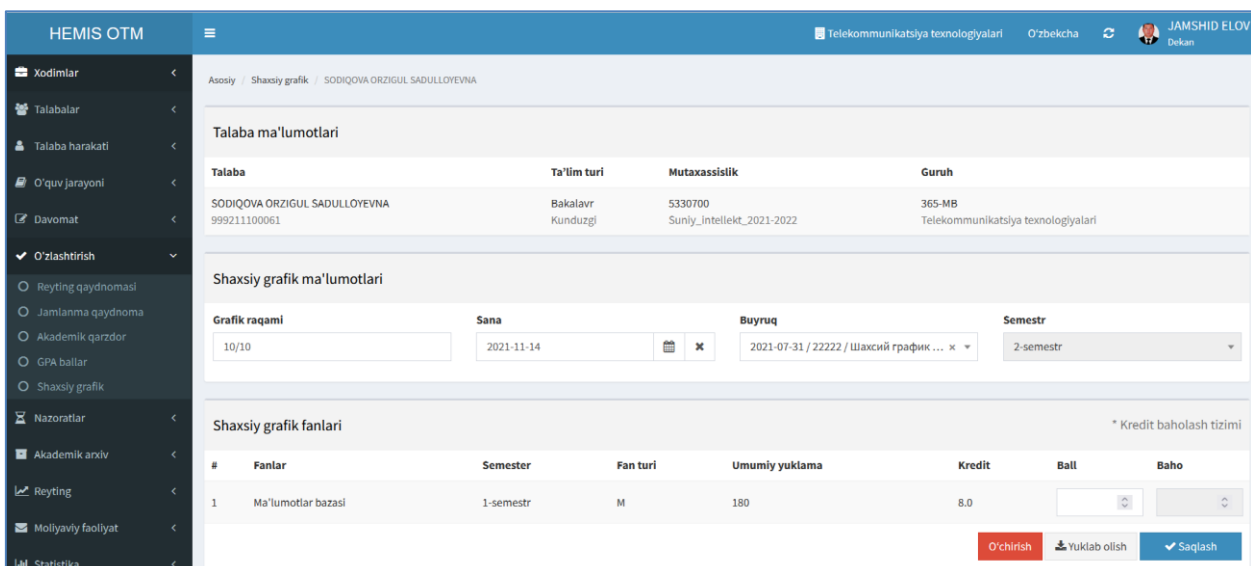 HEMIS OTM
Telekommunikatsiya texnologiyalari O'zbekcha JAMSHID ELOV
Dekan
Xodimlar
Talabalar
Talaba harakati
O'quv jarayoni
Davomat
O'zlashtirish
Reyting qaydnomasi
Jamlanma qaydnoma
Akademik qarzdor
GPA ballar
Shaxsiy grafik
Nazoratlar
Akademik arxiv
Reyting
Moliyaviy faoliyat
Statistika
Asosiy / Shaxsiy grafik / SODIQOVA ORZIGUL SADULLOYEVNA
Talaba ma'lumotlari
Talaba Ta'lim turi Mutaxassislik Guruh
SODIQOVA ORZIGUL SADULLOYEVNA Bakalavr 5330700 365-MB
999211100061 Kunduzgi Suniy_intellekt_2021-2022 Telekommunikatsiya texnologiyalari
Shaxsiy grafik ma'lumotlari
Grafik raqami Sana Buyruq Semestr
10/10 2021-11-14 2021-07-31 / 22222 / Шахсий график ... × 2-semestr
Shaxsiy grafik fanlari * Kredit baholash tizimi
# Fanlar Semester Fan turi Umumiy yuklama Kredit Ball Baho
1 Ma'lumotlar bazasi 1-semestr M 180 8.0
O'chirish Yuklab olish Saqlash